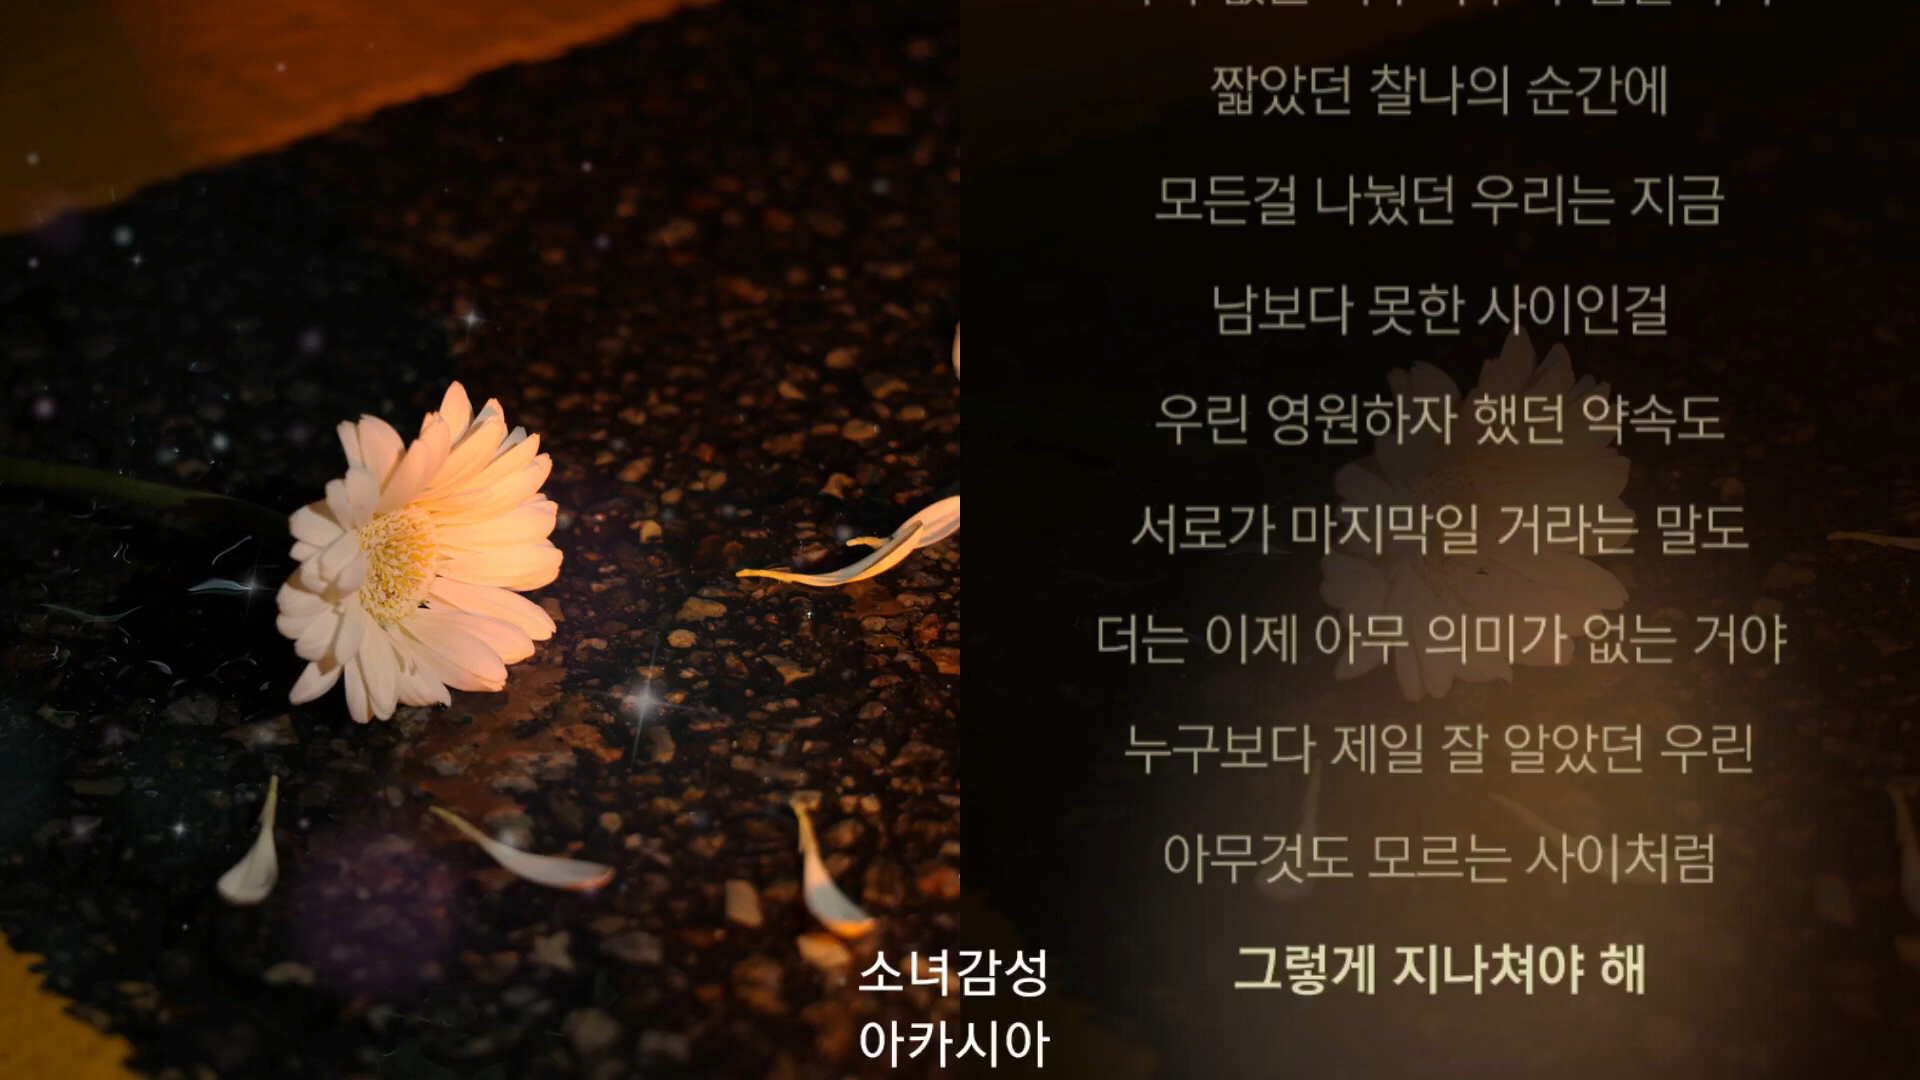 짧았던 찰나의 순간에
모든걸 나눴던 우리는 지금
남보다 못한 사이인걸
우린 영원하자 했던 약속도
서로가 마지막일 거라는 말도
더는 이제 아무 의미가 없는 거야
누구보다 제일 잘 알았던 우린
아무것도 모르는 사이처럼
그렇게 지나쳐야 해
소녀감성
아카시아